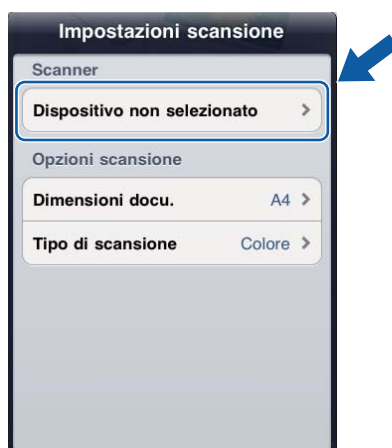 Impostazioni scansione
Scanner
Dispositivo non selezionato
Opzioni scansione
Dimensioni docu. A4
Tipo di scansione Colore